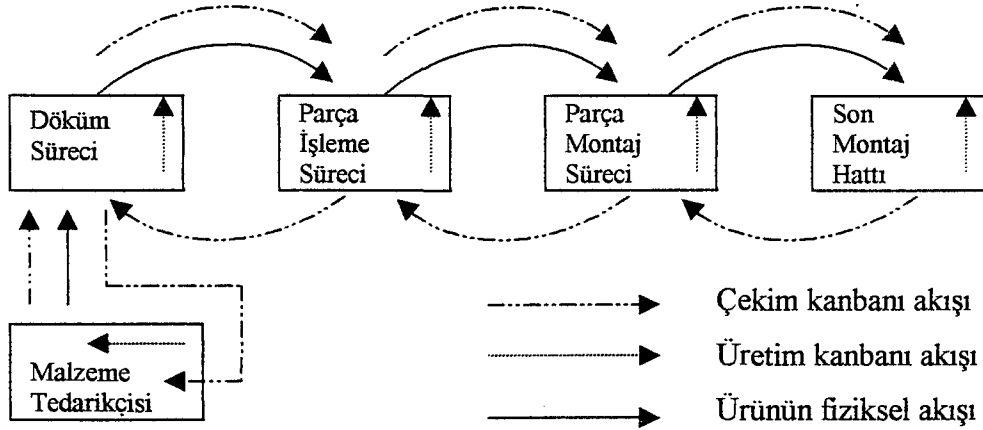 Döküm
Süreci
Parça
İşleme
Süreci
Parça
Montaj
Süreci
Son
Montaj
Hattı
Malzeme
Tedarikçisi
Çekim kanbanı akışı
Üretim kanbanı akışı
Ürünün fiziksel akışı